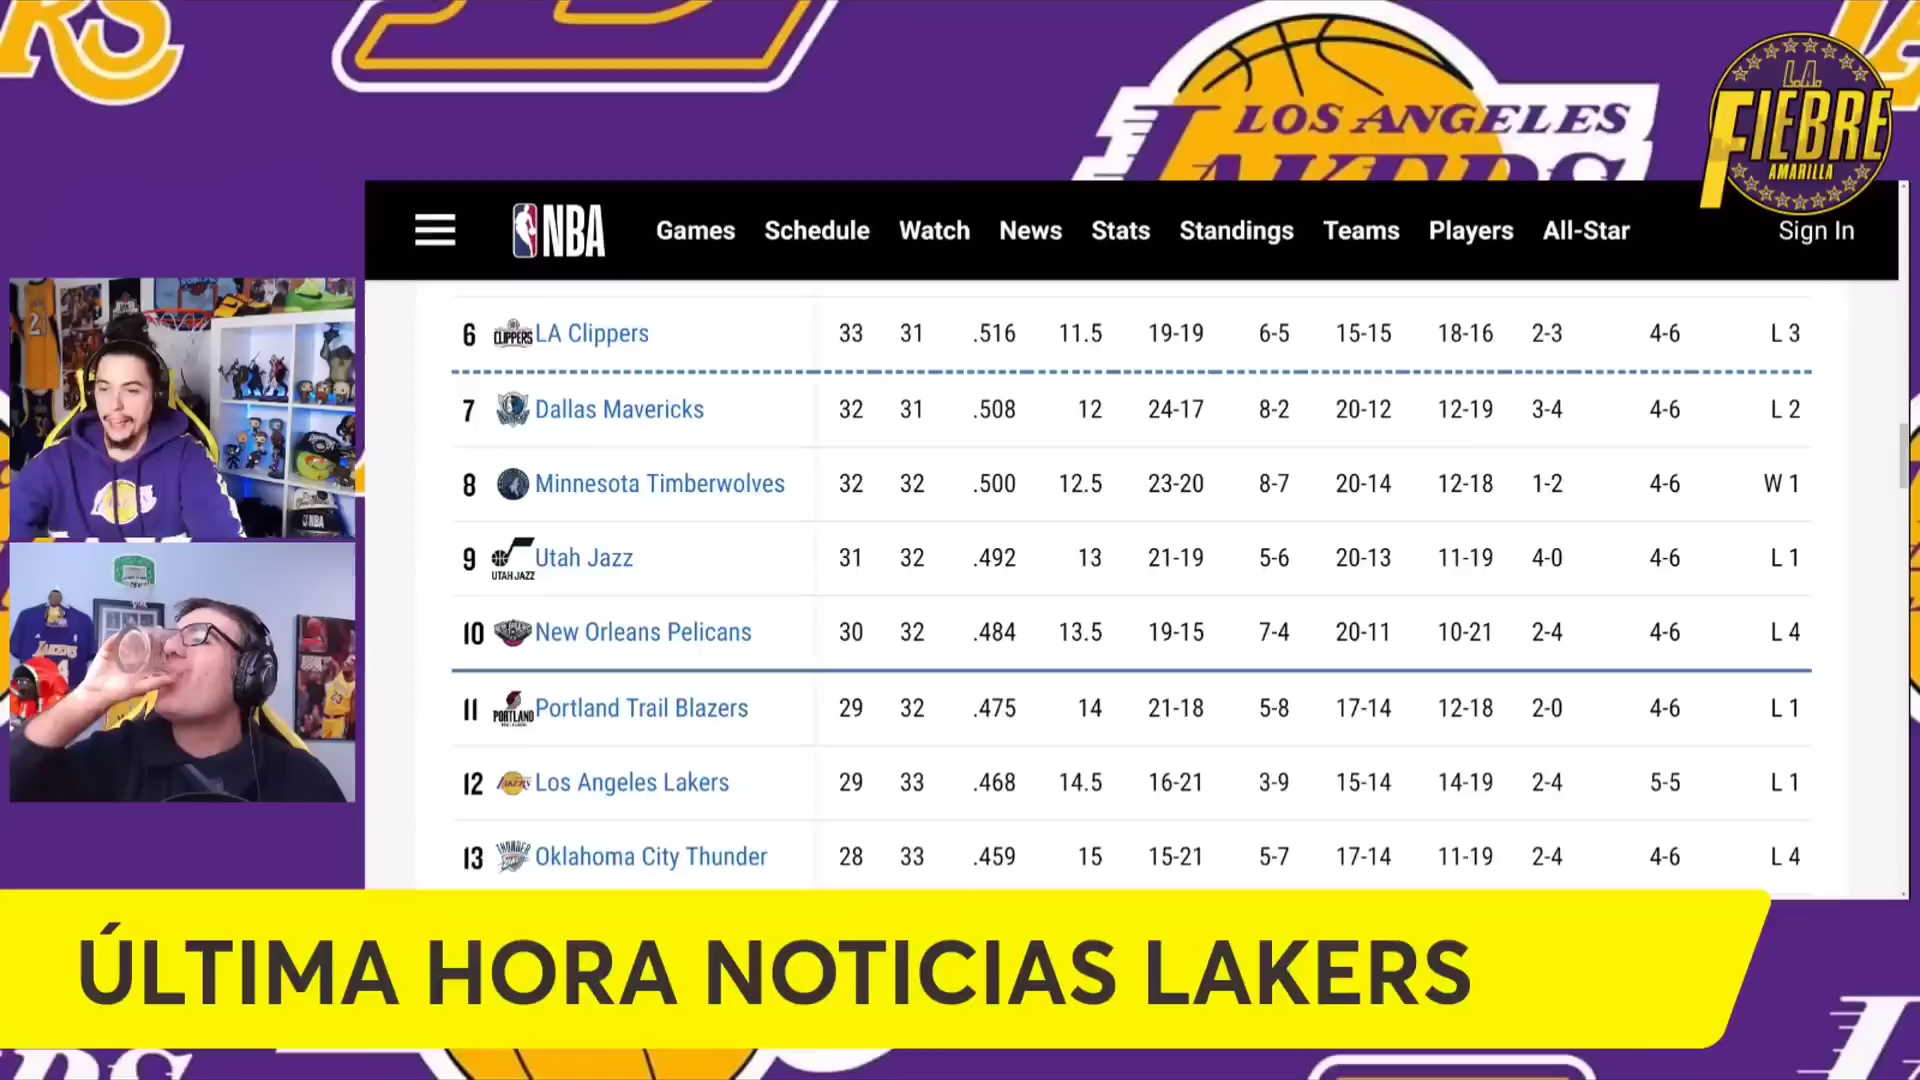 LOS ANGELES
LAKERS
L.A.
FIEBRE
AMARILLA
NBA
Games Schedule Watch News Stats Standings Teams Players All-Star Sign In
6 CLIPPERS LA Clippers 33 31 .516 11.5 19-19 6-5 15-15 18-16 2-3 4-6 L 3
7 Dallas Mavericks 32 31 .508 12 24-17 8-2 20-12 12-19 3-4 4-6 L 2
8 Minnesota Timberwolves 32 32 .500 12.5 23-20 8-7 20-14 12-18 1-2 4-6 W 1
9 UTAH JAZZ Utah Jazz 31 32 .492 13 21-19 5-6 20-13 11-19 4-0 4-6 L 1
10 New Orleans Pelicans 30 32 .484 13.5 19-15 7-4 20-11 10-21 2-4 4-6 L 4
11 PORTLAND Portland Trail Blazers 29 32 .475 14 21-18 5-8 17-14 12-18 2-0 4-6 L 1
12 LAKERS Los Angeles Lakers 29 33 .468 14.5 16-21 3-9 15-14 14-19 2-4 5-5 L 1
13 THUNDER Oklahoma City Thunder 28 33 .459 15 15-21 5-7 17-14 11-19 2-4 4-6 L 4
NBA
LAKERS
23
ÚLTIMA HORA NOTICIAS LAKERS